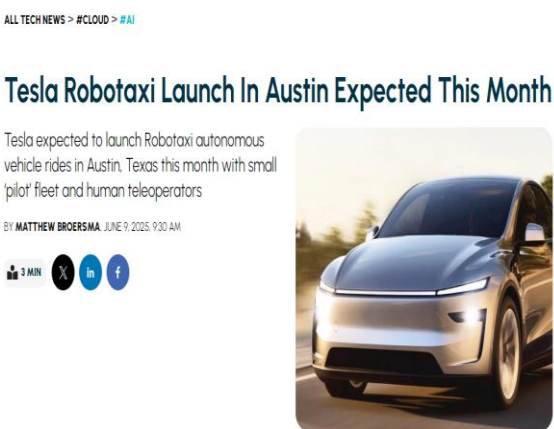 ALL TECH NEWS > #CLOUD > #AI
Tesla Robotaxi Launch In Austin Expected This Month
Tesla expected to launch Robotaxi autonomous
vehicle rides in Austin, Texas this month with small
'pilot' fleet and human teleoperators
BY MATTHEW BROERSMA, JUNE 9, 2025, 9:30 AM
3 MIN
X
in
f